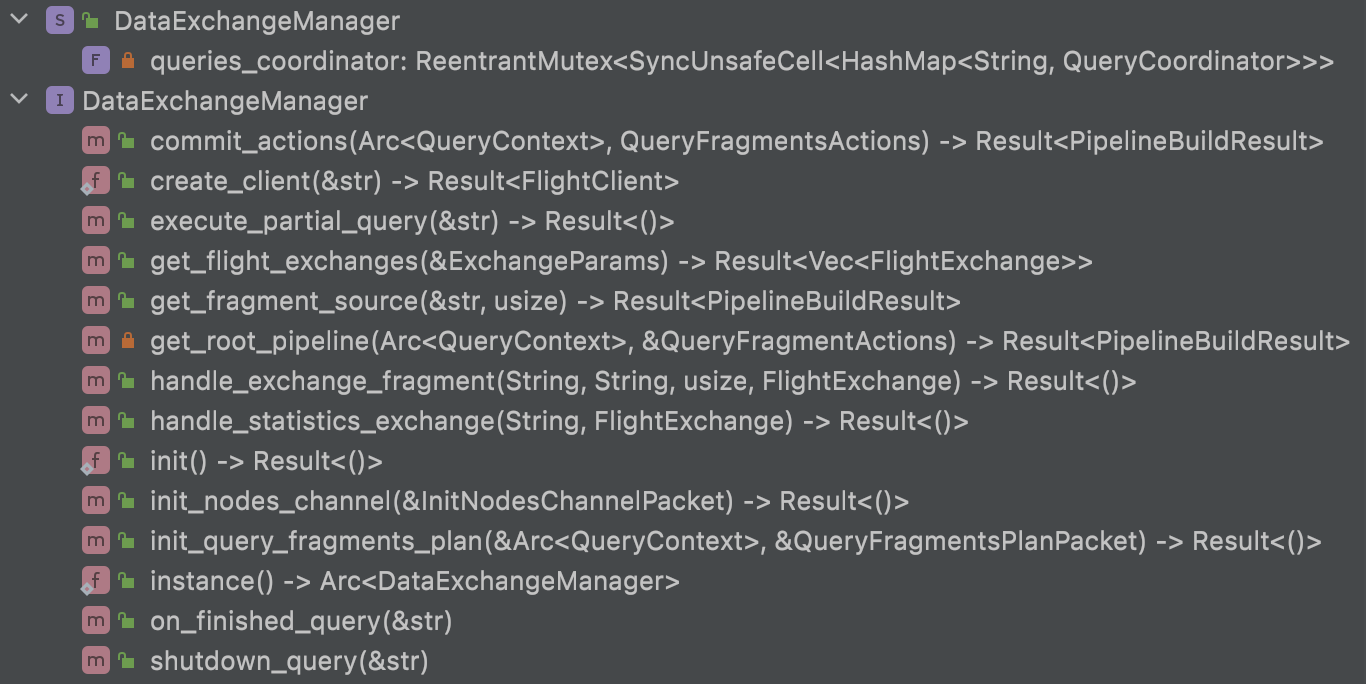 S DataExchangeManager
F queries_coordinator: ReentrantMutex<SyncUnsafeCell<HashMap<String, QueryCoordinator>>>
I DataExchangeManager
m commit_actions(Arc<QueryContext>, QueryFragmentsActions) -> Result<PipelineBuildResult>
f create_client(&str) -> Result<FlightClient>
m execute_partial_query(&str) -> Result<()>
m get_flight_exchanges(&ExchangeParams) -> Result<Vec<FlightExchange>>
m get_fragment_source(&str, usize) -> Result<PipelineBuildResult>
m get_root_pipeline(Arc<QueryContext>, &QueryFragmentActions) -> Result<PipelineBuildResult>
m handle_exchange_fragment(String, String, usize, FlightExchange) -> Result<()>
m handle_statistics_exchange(String, FlightExchange) -> Result<()>
f init() -> Result<()>
m init_nodes_channel(&InitNodesChannelPacket) -> Result<()>
m init_query_fragments_plan(&Arc<QueryContext>, &QueryFragmentsPlanPacket) -> Result<()>
f instance() -> Arc<DataExchangeManager>
m on_finished_query(&str)
m shutdown_query(&str)